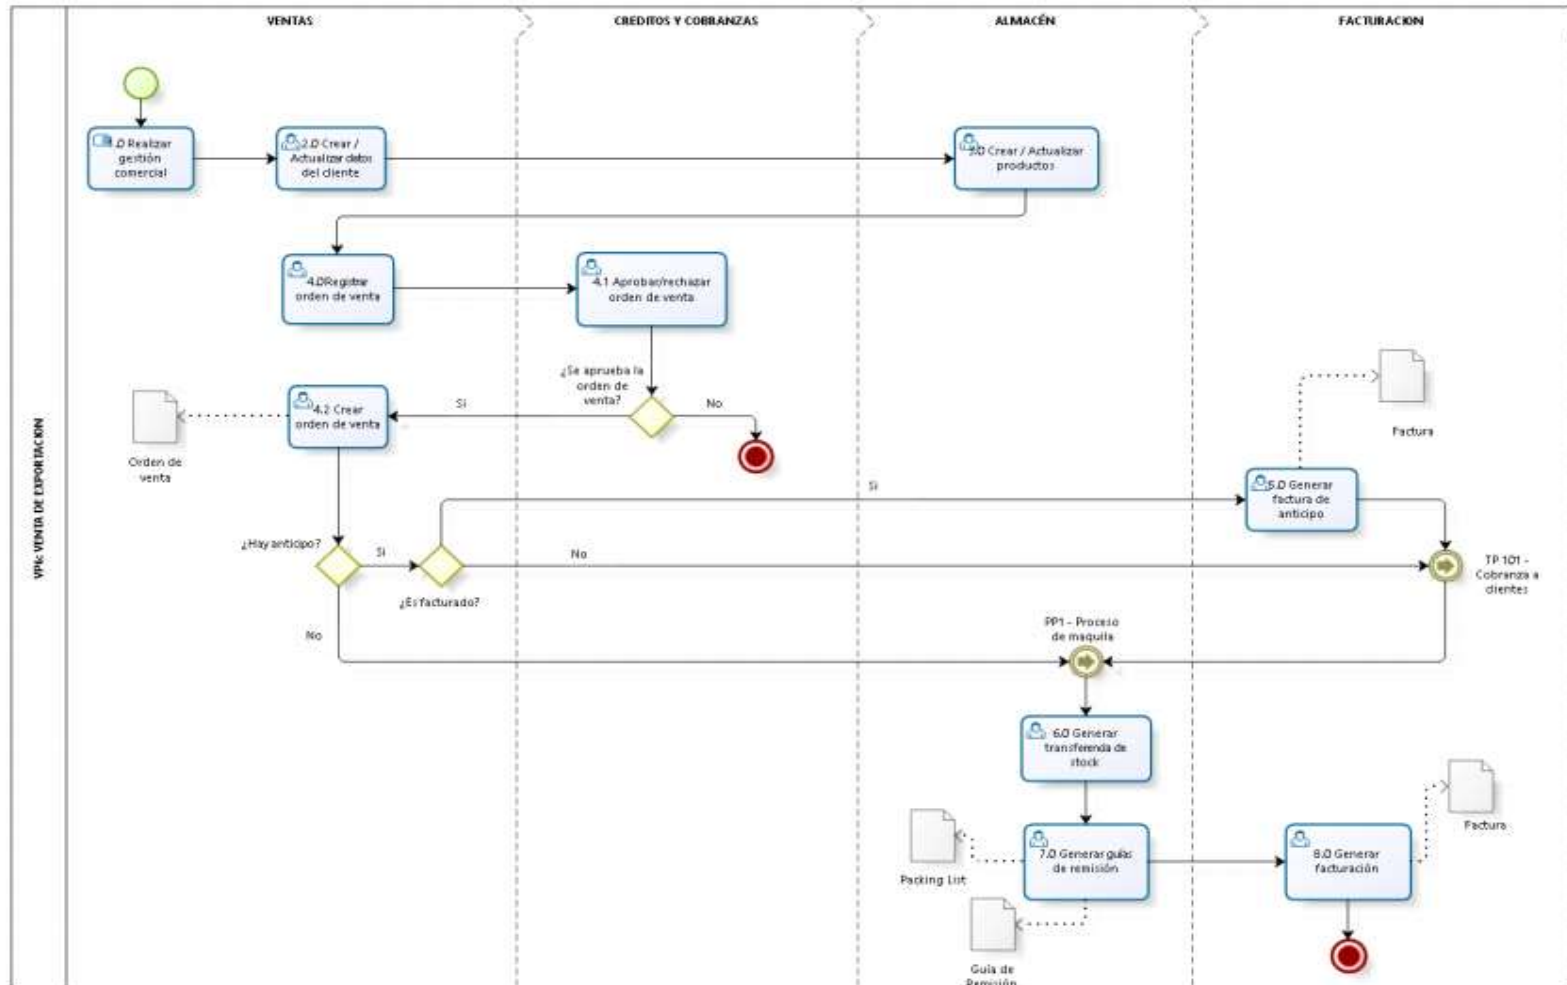 VENTAS
CREDITOS Y COBRANZAS
ALMACÉN
FACTURACION
VP6: VENTA DE EXPORTACION
.0 Realizar
gestión
comercial
2.0 Crear /
Actualizar datos
del cliente
Crear / Actualizar
productos
4.0Registrar
orden de venta
4.1 Aprobar/rechazar
orden de venta
¿Se aprueba la
orden de
venta?
No
Si
4.2 Crear
orden de venta
Orden de
venta
Factura
Si
5.0 Generar
factura de
anticipo
¿Hay anticipo?
Si
No
¿Es facturado?
TP 101 -
Cobranza a
clientes
No
PP1 - Proceso
de maquila
6.0 Generar
transferencia de
stock
Factura
7.0 Generar guías
de remisión
8.0 Generar
facturación
Packing List
Guía de
Remisión